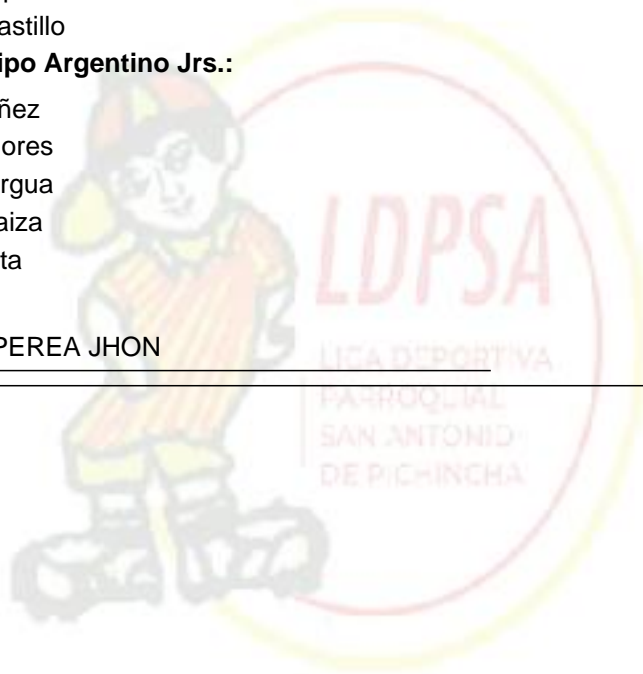 astillo
ipo Argentino Jrs.:
ñez
ores
rgua
aiza
ta
PEREA JHON
LDPSA
LIGA DEPORTIVA
PARROQUIAL
SAN ANTONIO
DE PICHINCHA